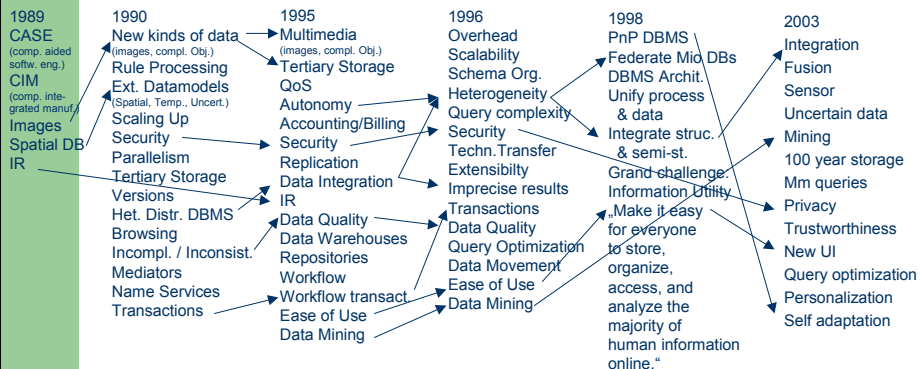 1989
CASE
(comp. aided
softw. eng.)
CIM
(comp. inte-
grated manuf.)
Images
Spatial DB
IR
1990
New kinds of data
(images, compl. Obj.)
Rule Processing
Ext. Datamodels
(Spatial, Temp., Uncert.)
Scaling Up
Security
Parallelism
Tertiary Storage
Versions
Het. Distr. DBMS
Browsing
Incompl. / Inconsist.
Mediators
Name Services
Transactions
1995
Multimedia
(images, compl. Obj.)
Tertiary Storage
QoS
Autonomy
Accounting/Billing
Security
Replication
Data Integration
IR
Data Quality
Data Warehouses
Repositories
Workflow
Workflow transact.
Ease of Use
Data Mining
1996
Overhead
Scalability
Schema Org.
Heterogeneity
Query complexity
Security
Techn.Transfer
Extensibilty
Imprecise results
Transactions
Data Quality
Query Optimization
Data Movement
Ease of Use
Data Mining
1998
PnP DBMS
Federate Mio DBs
DBMS Archit.
Unify process
& data
Integrate struc.
& semi-st.
Grand challenge:
Information Utility
„Make it easy
for everyone
to store,
organize,
access, and
analyze the
majority of
human information
online.“
2003
Integration
Fusion
Sensor
Uncertain data
Mining
100 year storage
Mm queries
Privacy
Trustworthiness
New UI
Query optimization
Personalization
Self adaptation